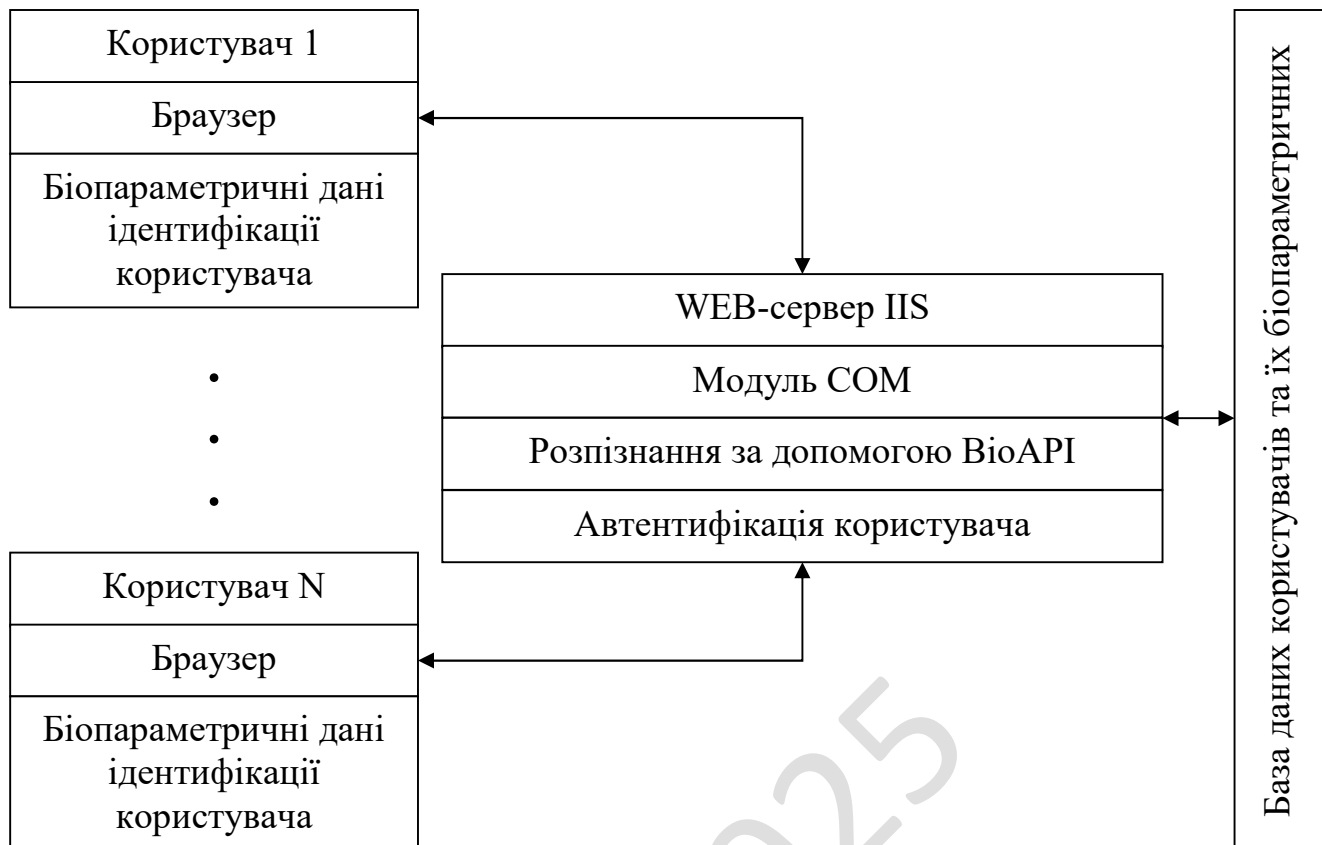 Користувач 1
Браузер
Біопараметричні дані
ідентифікації
користувача
WEB-сервер IIS
Модуль COM
Розпізнання за допомогою BioAPI
Автентифікація користувача
Користувач N
Браузер
Біопараметричні дані
ідентифікації
користувача
База даних користувачів та їх біопараметричних
025